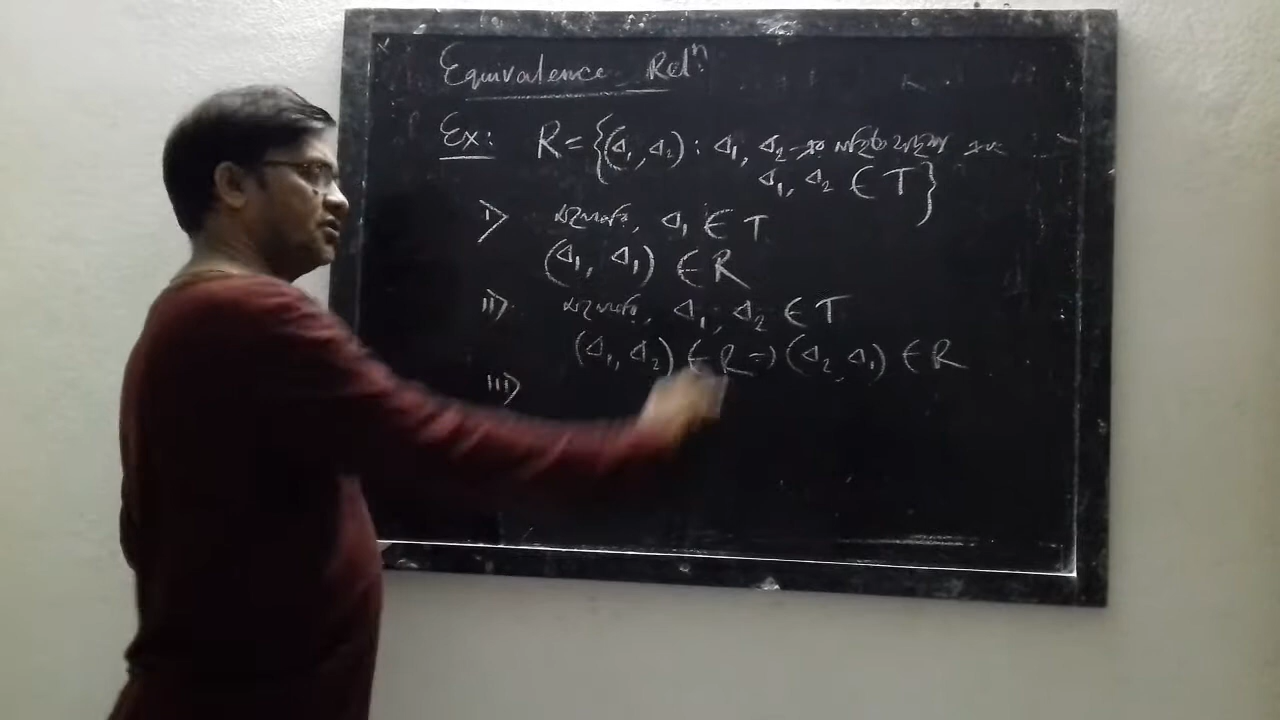 Equivalence Relⁿ:
Ex: R = {(Δ₁, Δ₂) : Δ₁, Δ₂
Δ₁, Δ₂ ∈ T}
i> Δ₁ ∈ T
(Δ₁, Δ₁) ∈ R
ii> Δ₁, Δ₂ ∈ T
(Δ₁, Δ₂) ∈ R ⇒ (Δ₂, Δ₁) ∈ R
iii>